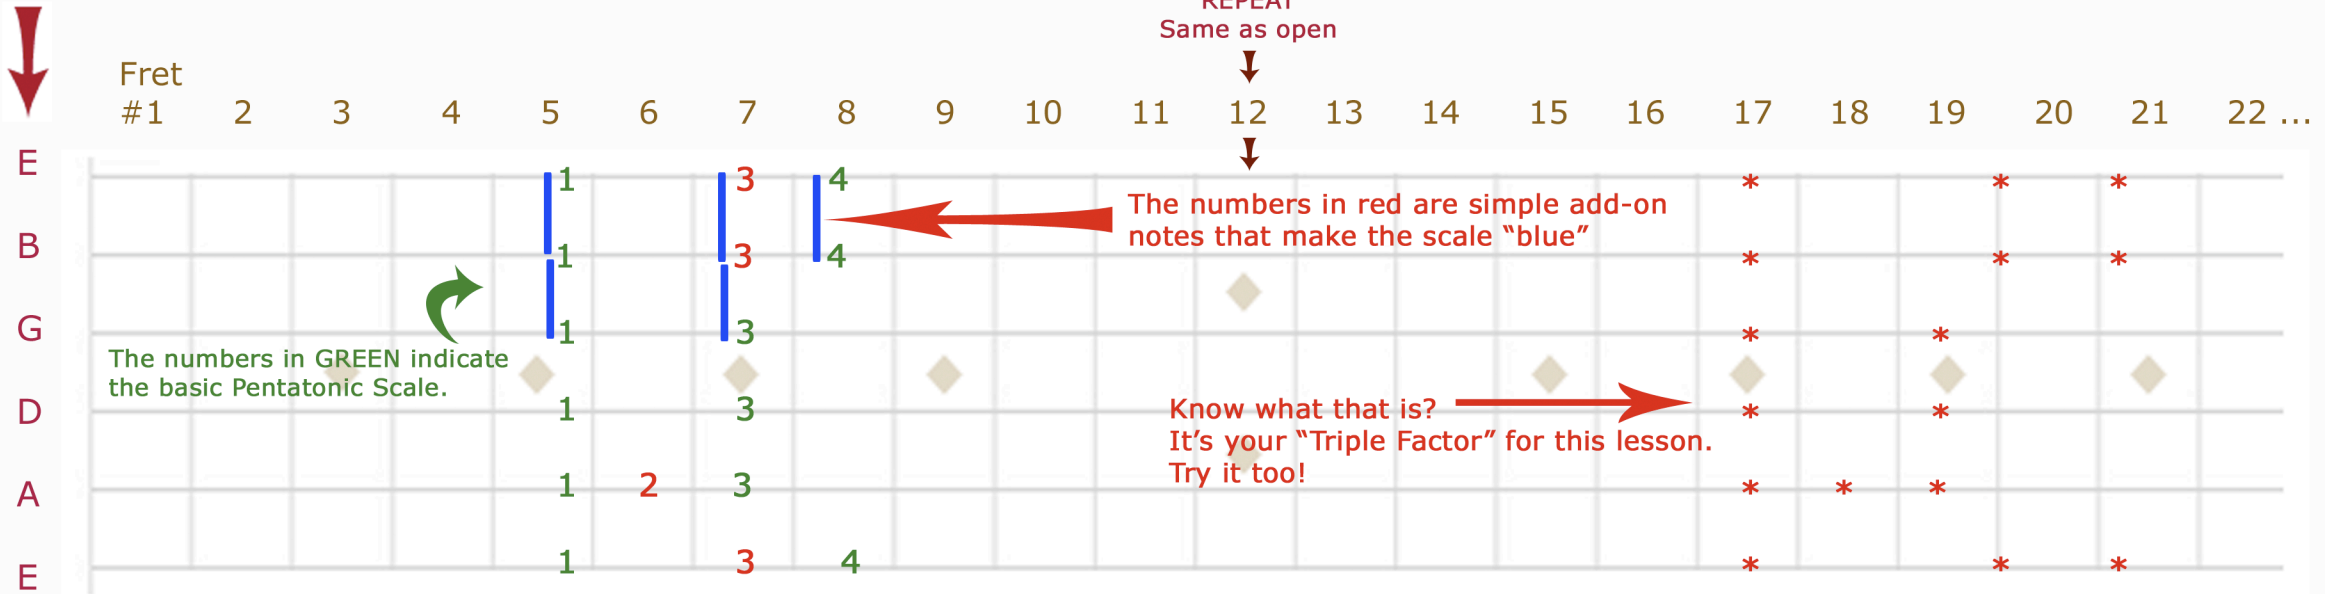 REPEAT
Same as open
Fret
#1 2 3 4 5 6 7 8 9 10 11 12 13 14 15 16 17 18 19 20 21 22 ...
E 1 3 4 * * *
The numbers in red are simple add-on
notes that make the scale “blue”
B 1 3 4 * * *
G 1 3 * *
The numbers in GREEN indicate
the basic Pentatonic Scale.
D 1 3 * *
Know what that is?
It’s your “Triple Factor” for this lesson.
Try it too!
A 1 2 3 * * *
E 1 3 4 * * *